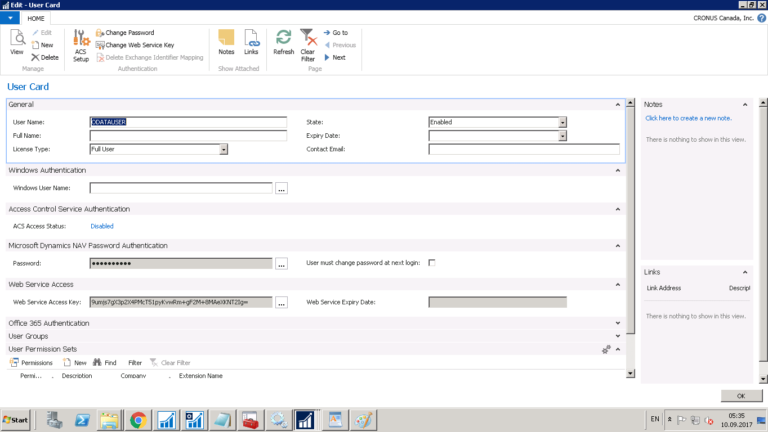 Edit - User Card
HOME
CRONUS Canada, Inc.
View
Edit
New
Delete
Manage
ACS Setup
Change Password
Change Web Service Key
Delete Exchange Identifier Mapping
Authentication
Notes
Links
Show Attached
Refresh
Clear Filter
Go to
Previous
Next
Page
User Card
General
User Name: ODATAUSER State: Enabled
Full Name: Expiry Date:
License Type: Full User Contact Email:
Windows Authentication
Windows User Name: ...
Access Control Service Authentication
ACS Access Status: Disabled
Microsoft Dynamics NAV Password Authentication
Password: ●●●●●●●●●● ... User must change password at next login:
Web Service Access
Web Service Access Key: ... Web Service Expiry Date:
Office 365 Authentication
User Groups
User Permission Sets
Permissions New Find Filter Clear Filter
Permi... . Description Company . Extension Name
Notes
Click here to create a new note.
There is nothing to show in this view.
Links
Link Address Descript
There is nothing to show in this view.
OK
Start
EN
05:35
10.09.2017